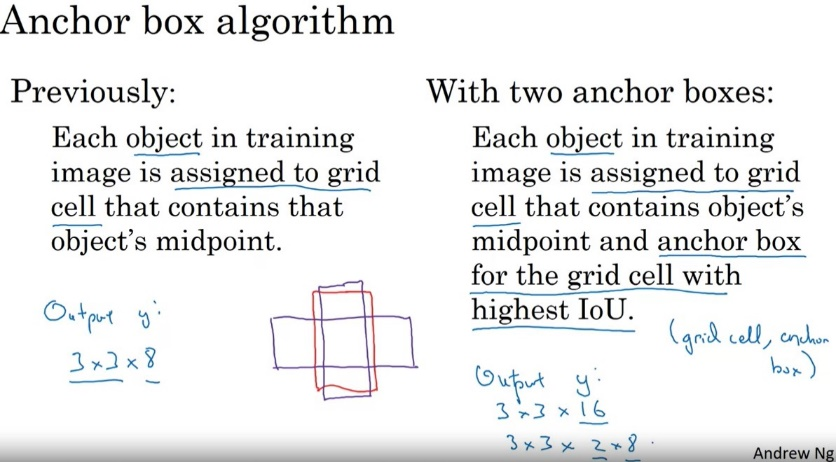 Anchor box algorithm
Previously:
Each object in training
image is assigned to grid
cell that contains that
object's midpoint.
Output y:
3×3×8
With two anchor boxes:
Each object in training
image is assigned to grid
cell that contains object's
midpoint and anchor box
for the grid cell with
highest IoU.
(grid cell, anchor
box)
Output y:
3×3×16
3×3×2×8
Andrew Ng